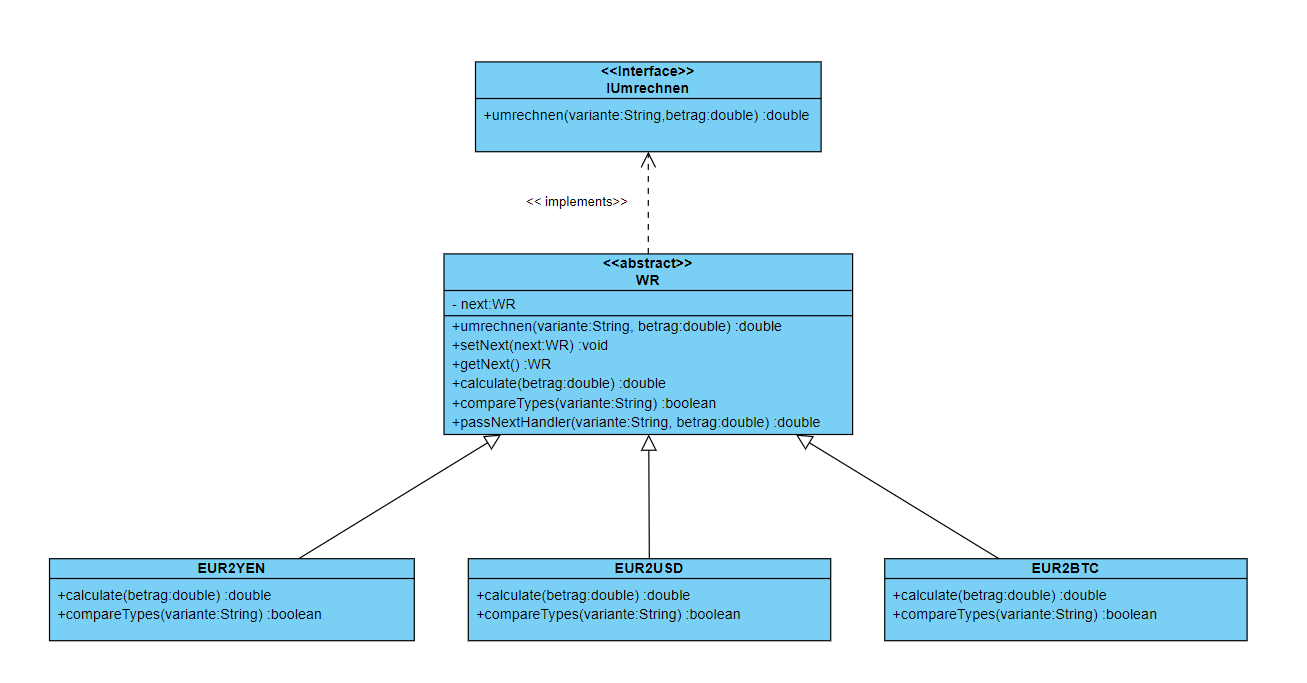 <<Interface>>
IUmrechnen
+umrechnen(variante:String,betrag:double) :double
<< implements>>
<<abstract>>
WR
- next:WR
+umrechnen(variante:String, betrag:double) :double
+setNext(next:WR) :void
+getNext() :WR
+calculate(betrag:double) :double
+compareTypes(variante:String) :boolean
+passNextHandler(variante:String, betrag:double) :double
EUR2YEN
+calculate(betrag:double) :double
+compareTypes(variante:String) :boolean
EUR2USD
+calculate(betrag:double) :double
+compareTypes(variante:String) :boolean
EUR2BTC
+calculate(betrag:double) :double
+compareTypes(variante:String) :boolean